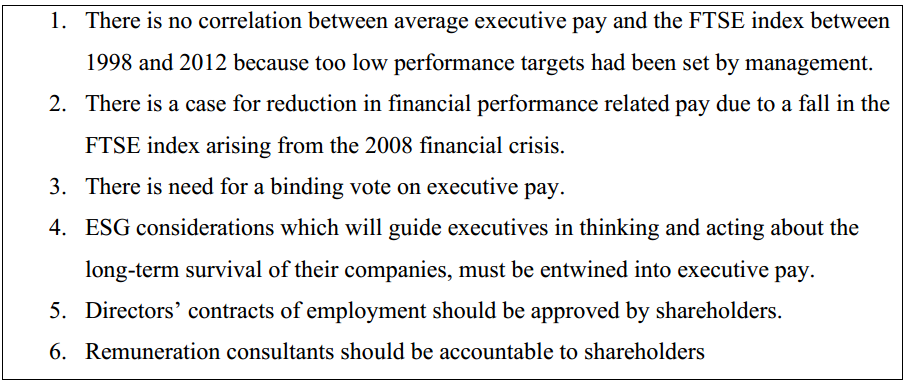 1. There is no correlation between average executive pay and the FTSE index between
1998 and 2012 because too low performance targets had been set by management.
2. There is a case for reduction in financial performance related pay due to a fall in the
FTSE index arising from the 2008 financial crisis.
3. There is need for a binding vote on executive pay.
4. ESG considerations which will guide executives in thinking and acting about the
long-term survival of their companies, must be entwined into executive pay.
5. Directors’ contracts of employment should be approved by shareholders.
6. Remuneration consultants should be accountable to shareholders